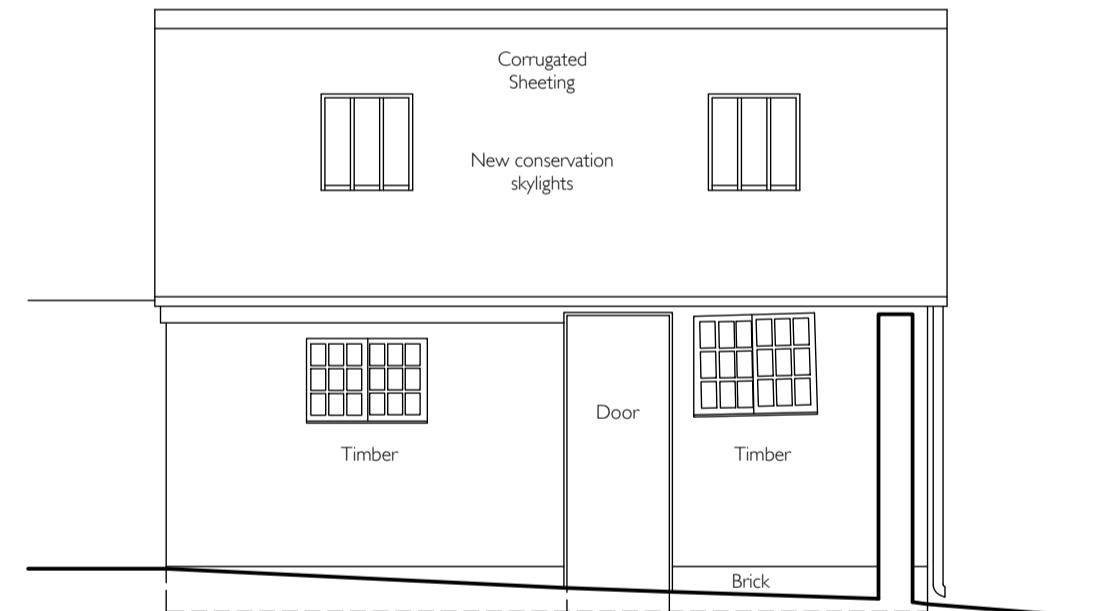 Corrugated
Sheeting
New conservation
skylights
Door
Timber
Timber
Brick